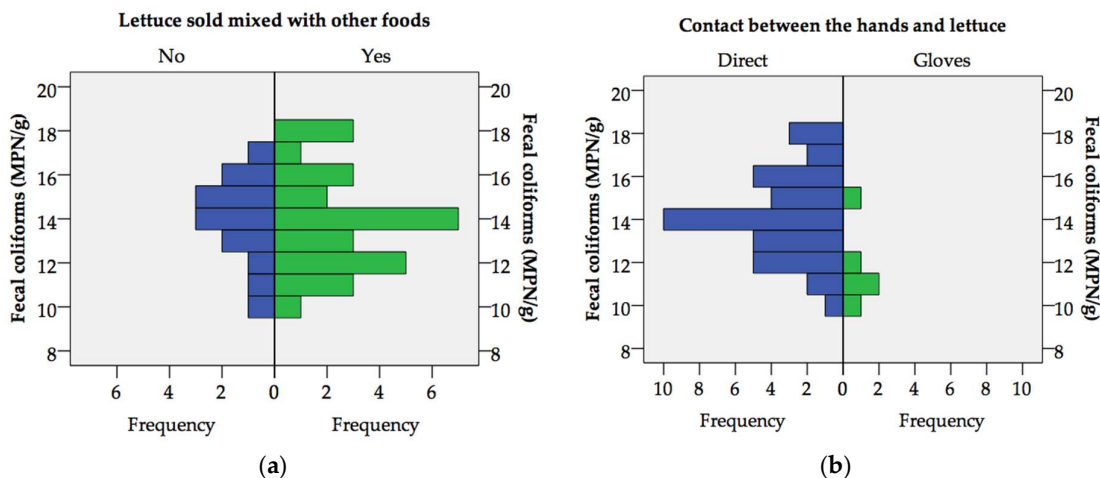 Lettuce sold mixed with other foods
No Yes
Fecal coliforms (MPN/g)
20
18
16
14
12
10
8
20
18
16
14
12
10
8
Fecal coliforms (MPN/g)
6 4 2 0 2 4 6
Frequency Frequency
(a)
Contact between the hands and lettuce
Direct Gloves
Fecal coliforms (MPN/g)
20
18
16
14
12
10
8
20
18
16
14
12
10
8
Fecal coliforms (MPN/g)
10 8 6 4 2 0 2 4 6 8 10
Frequency Frequency
(b)